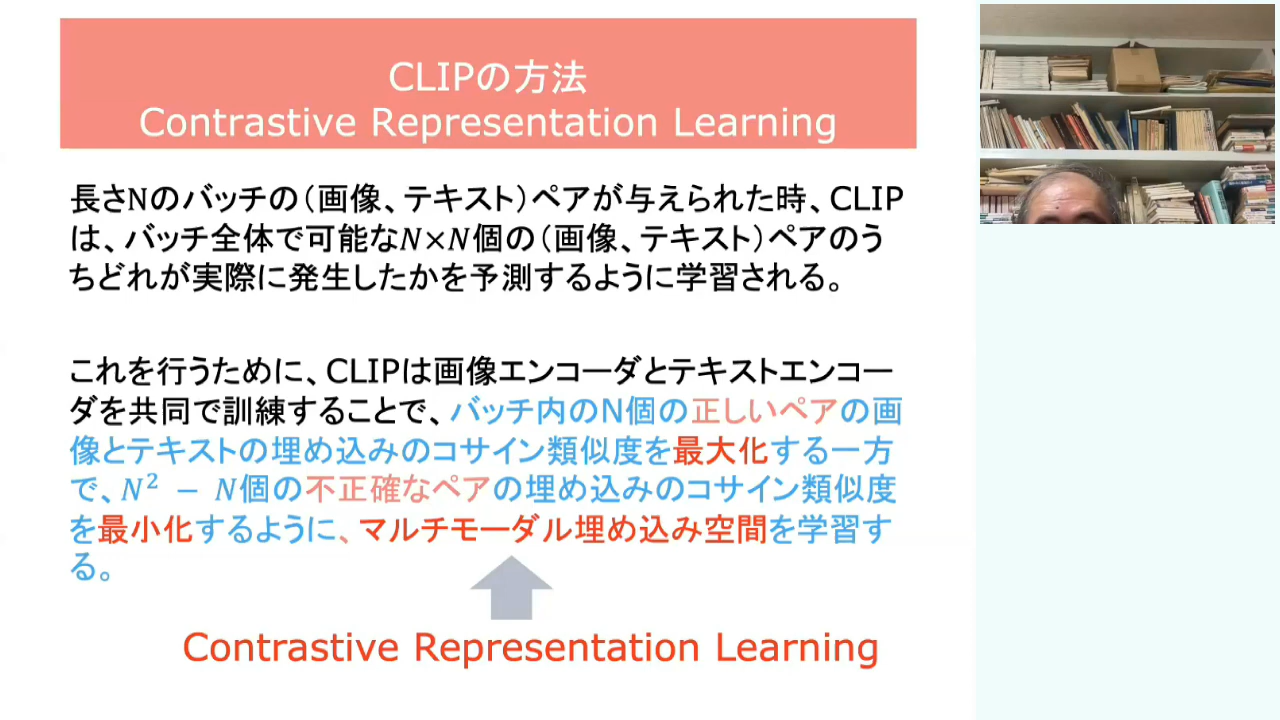 CLIPの方法
Contrastive Representation Learning
長さNのバッチの(画像、テキスト)ペアが与えられた時、CLIP
は、バッチ全体で可能なN×N個の(画像、テキスト)ペアのう
ちどれが実際に発生したかを予測するように学習される。
これを行うために、CLIPは画像エンコーダとテキストエンコー
ダを共同で訓練することで、バッチ内のN個の正しいペアの画
像とテキストの埋め込みのコサイン類似度を最大化する一方
で、N² − N個の不正確なペアの埋め込みのコサイン類似度
を最小化するように、マルチモーダル埋め込み空間を学習す
る。
Contrastive Representation Learning